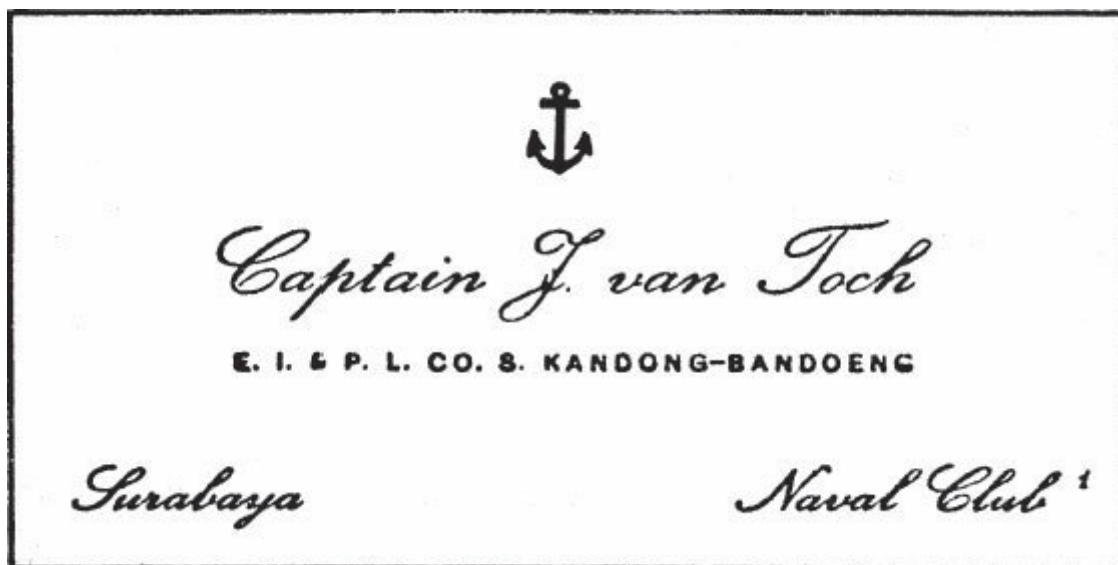 Captain J. van Toch
E. I. & P. L. CO. S. KANDONG-BANDOENG
Surabaya Naval Club ¹